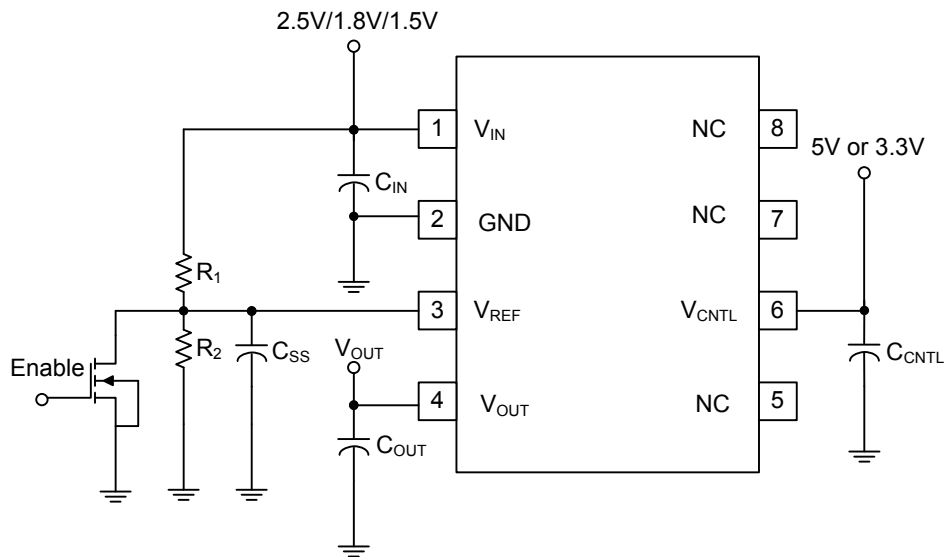 2.5V/1.8V/1.5V
1 VIN NC 8
5V or 3.3V
CIN
2 GND NC 7
R1
3 VREF VCNTL 6
R2
CSS
VOUT
CCNTL
Enable
4 VOUT NC 5
COUT